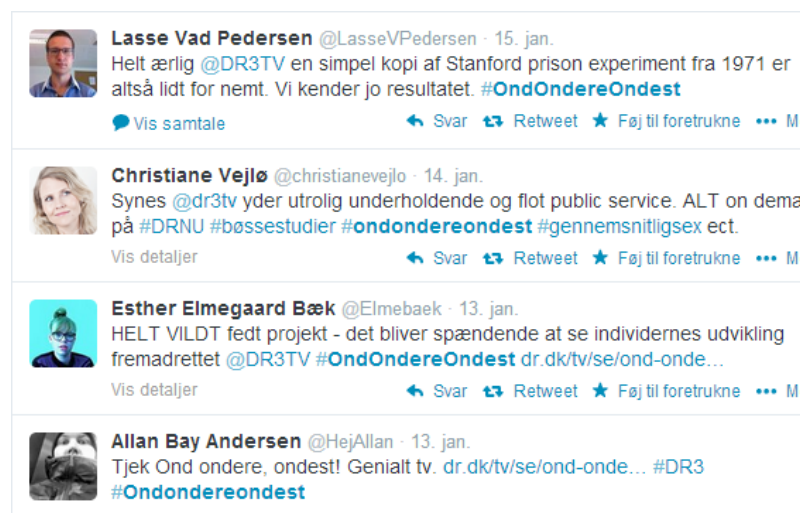 Lasse Vad Pedersen @LasseVPedersen · 15. jan.
Helt ærlig @DR3TV en simpel kopi af Stanford prison experiment fra 1971 er
altså lidt for nemt. Vi kender jo resultatet. #OndOndereOndest
Vis samtale Svar Retweet Føj til foretrukne ••• M
Christiane Vejlø @christianevejlo · 14. jan.
Synes @dr3tv yder utrolig underholdende og flot public service. ALT on dema
på #DRNU #bøssestudier #ondondereondest #gennemsnitligsex ect.
Vis detaljer Svar Retweet Føj til foretrukne ••• M
Esther Elmegaard Bæk @Elmebaek · 13. jan.
HELT VILDT fedt projekt - det bliver spændende at se individernes udvikling
fremadrettet @DR3TV #OndOndereOndest dr.dk/tv/se/ond-onde…
Vis detaljer Svar Retweet Føj til foretrukne ••• M
Allan Bay Andersen @HejAllan · 13. jan.
Tjek Ond ondere, ondest! Genialt tv. dr.dk/tv/se/ond-onde… #DR3
#Ondondereondest